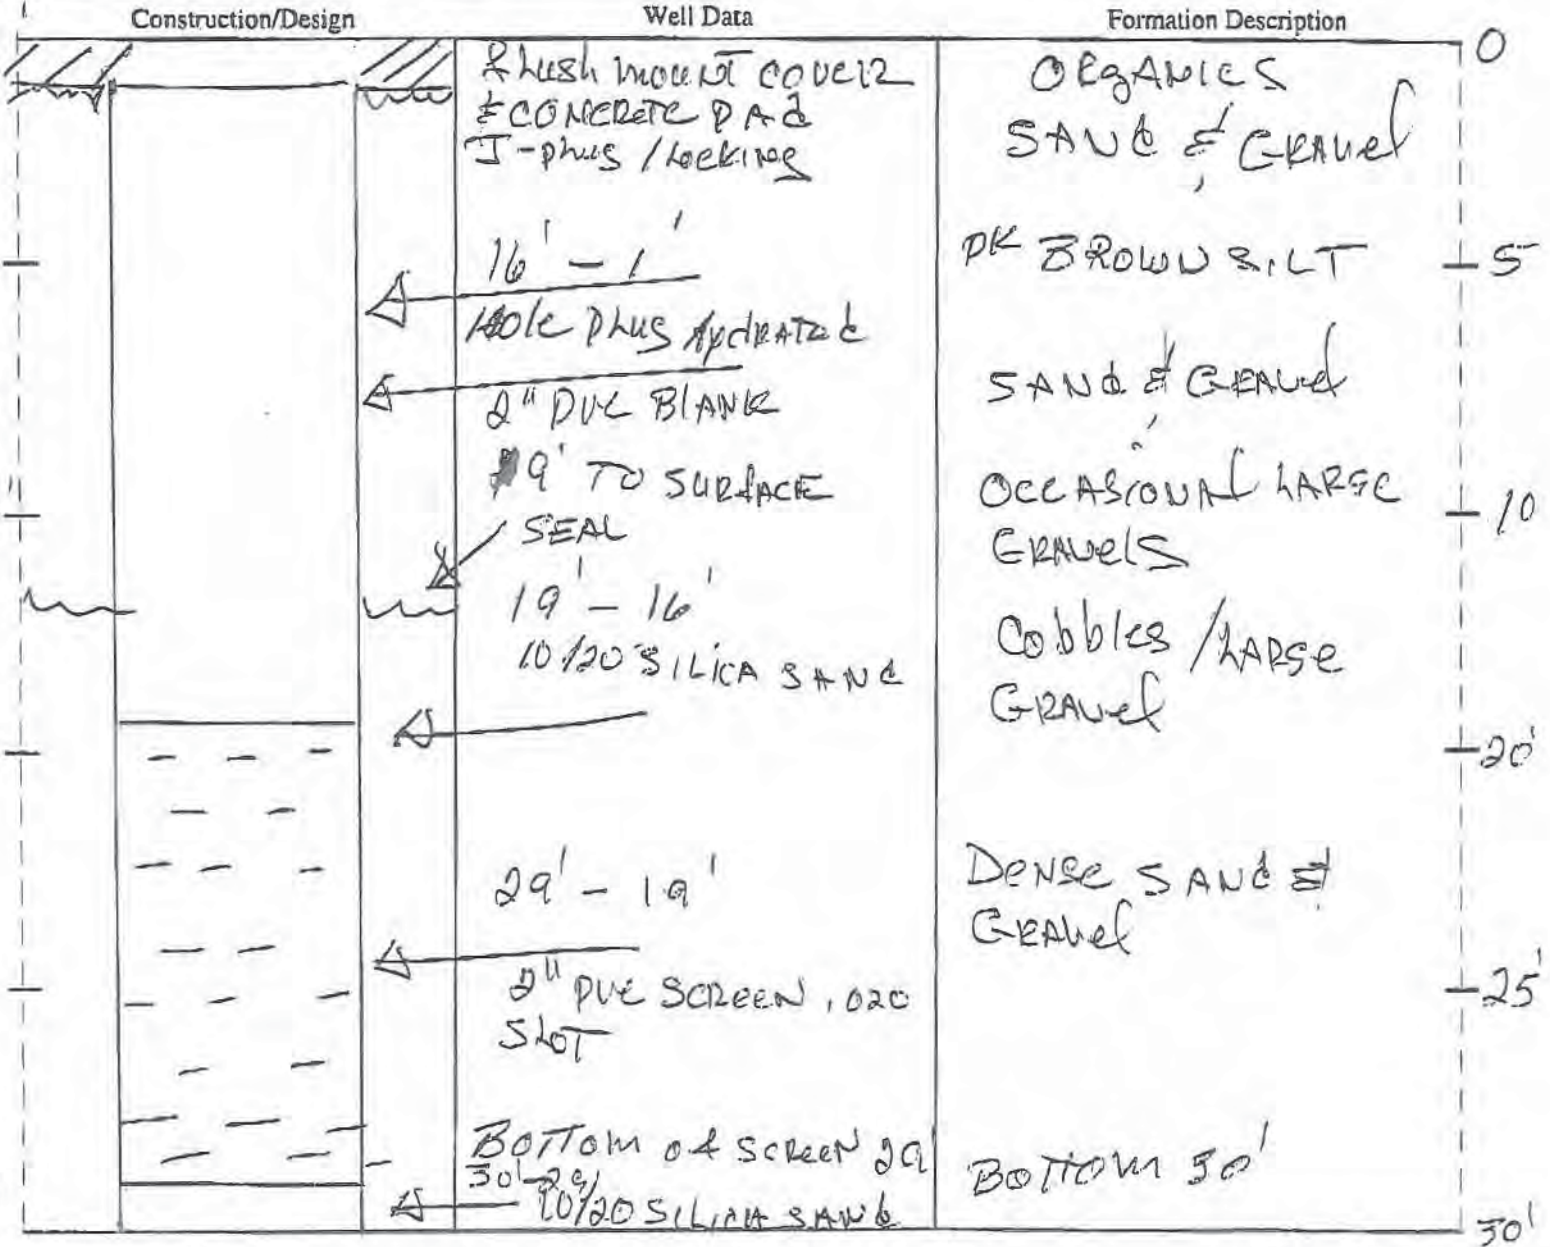 Construction/Design
Well Data
Formation Description
Flush mount cover
& CONCRETE PAd
J-plug / Locking
16' - 1'
Hole plug hydrated
2" PVC BLANK
19' TO SURFACE
SEAL
19' - 16'
10/20 SILICA SANd
29' - 19'
2" PVC SCREEN .020
SLOT
BOTTOM of SCREEN 29'
30'-29'
10/20 SILICA SANd
ORgANICS
SANd & GRAVel
DK BROWN SILT
SANd & GRAVel
OCCASIONAL LARGE
GRAVelS
Cobbles / LARGE
GRAVel
DeNSe SANd &
GRAVel
BOTTOM 30'
0
5
10
20'
25'
30'